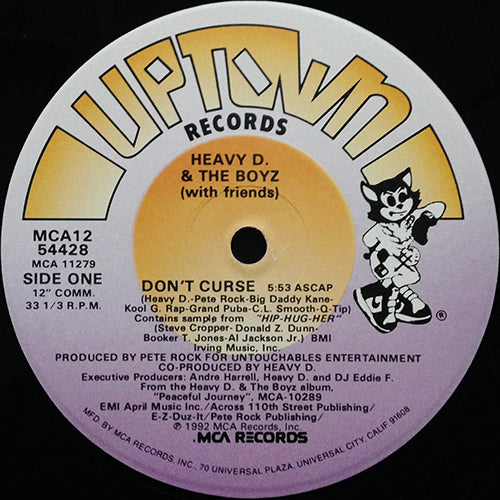 UPTOWN
RECORDS
HEAVY D.
& THE BOYZ
(with friends)
MCA12
54428
MCA 11279
SIDE ONE
12" COMM.
33 1/3 R.P.M.
DON'T CURSE 5:53 ASCAP
(Heavy D.-Pete Rock-Big Daddy Kane-
Kool G. Rap-Grand Puba-C.L. Smooth-Q-Tip)
Contains sample from "HIP-HUG-HER"
(Steve Cropper-Donald Z. Dunn-
Booker T. Jones-Al Jackson Jr.) BMI
Irving Music, Inc.
®
PRODUCED BY PETE ROCK FOR UNTOUCHABLES ENTERTAINMENT
CO-PRODUCED BY HEAVY D.
Executive Producers: Andre Harrell, Heavy D. and DJ Eddie F.
From the Heavy D. & The Boyz album,
"Peaceful Journey", MCA-10289
EMI April Music Inc./Across 110th Street Publishing/
E-Z-Duz-It/Pete Rock Publishing/
℗ 1992 MCA Records, Inc.
MCA RECORDS
MFD. BY MCA RECORDS, INC., 70 UNIVERSAL PLAZA, UNIVERSAL CITY, CALIF. 91608